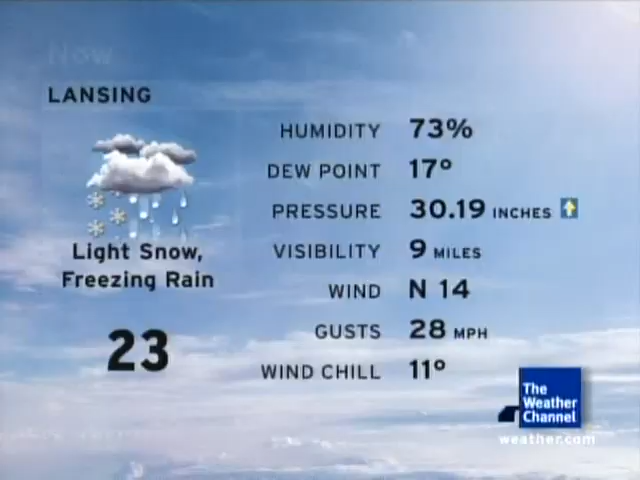 Now
LANSING
Light Snow,
Freezing Rain
23
HUMIDITY 73%
DEW POINT 17°
PRESSURE 30.19 INCHES
VISIBILITY 9 MILES
WIND N 14
GUSTS 28 MPH
WIND CHILL 11°
The
Weather
Channel
weather.com